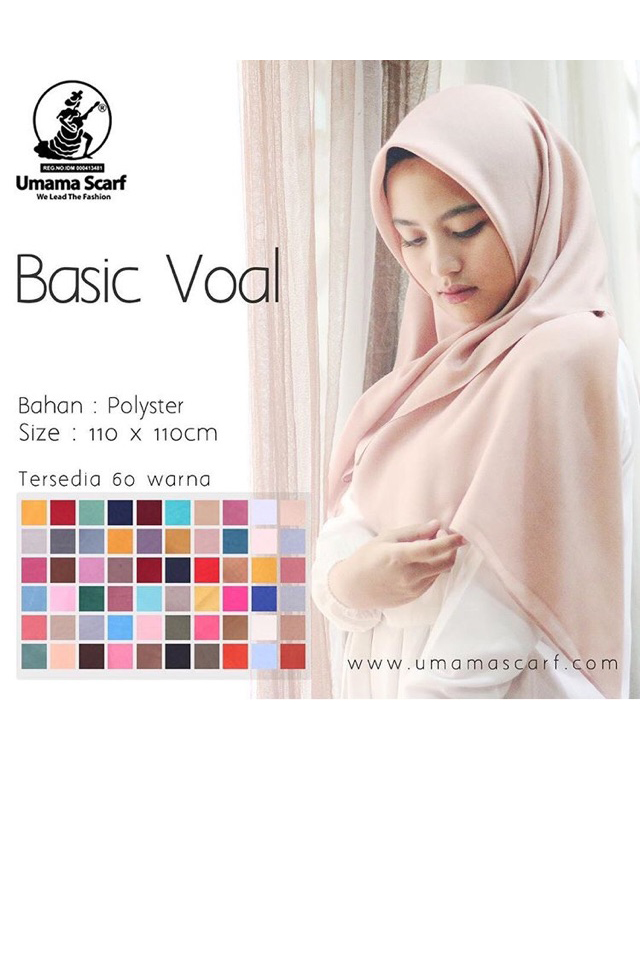 ®
REG.NO.IDM 000413481
Umama Scarf
We Lead The Fashion
Basic Voal
Bahan : Polyster
Size : 110 x 110cm
Tersedia 60 warna
www.umamascarf.com